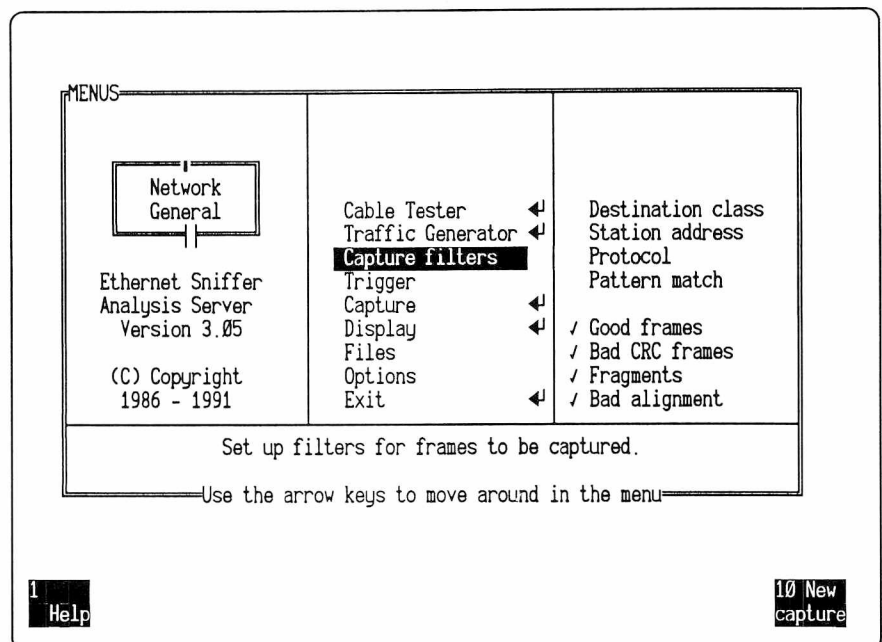 MENUS
Network
General
Ethernet Sniffer
Analysis Server
Version 3.05
(C) Copyright
1986 - 1991
Cable Tester
Traffic Generator
Capture filters
Trigger
Capture
Display
Files
Options
Exit
Destination class
Station address
Protocol
Pattern match
√ Good frames
√ Bad CRC frames
√ Fragments
√ Bad alignment
Set up filters for frames to be captured.
Use the arrow keys to move around in the menu
1
Help
10 New
capture